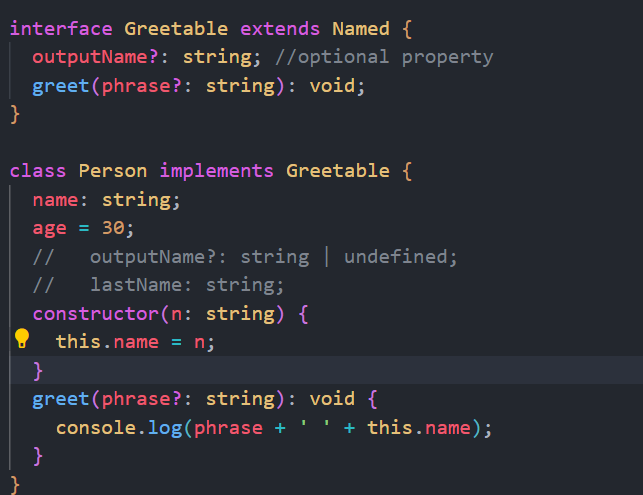 interface Greetable extends Named {
  outputName?: string; //optional property
  greet(phrase?: string): void;
}

class Person implements Greetable {
  name: string;
  age = 30;
  //   outputName?: string | undefined;
  //   lastName: string;
  constructor(n: string) {
    this.name = n;
  }
  greet(phrase?: string): void {
    console.log(phrase + ' ' + this.name);
  }
}